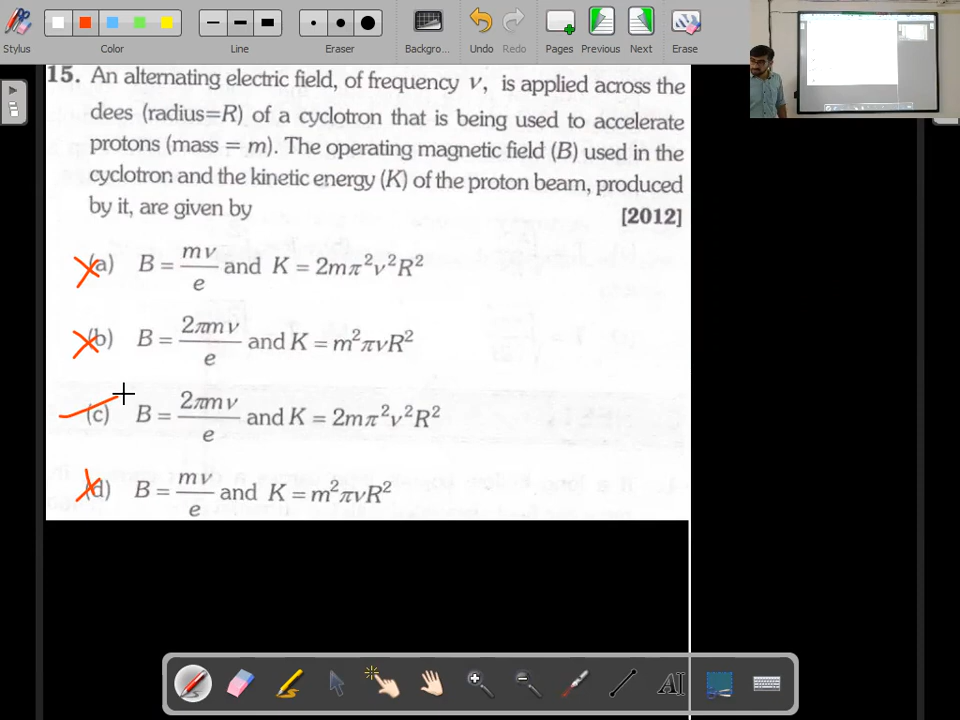 Stylus
Color
Line
Eraser
Backgro...
Undo
Redo
Pages
Previous
Next
Erase
15. An alternating electric field, of frequency ν, is applied across the
dees (radius=R) of a cyclotron that is being used to accelerate
protons (mass = m). The operating magnetic field (B) used in the
cyclotron and the kinetic energy (K) of the proton beam, produced
by it, are given by [2012]
(a) B = mν/e and K = 2mπ²ν²R²
(b) B = 2πmν/e and K = m²πνR²
(c) B = 2πmν/e and K = 2mπ²ν²R²
(d) B = mν/e and K = m²πνR²
AI